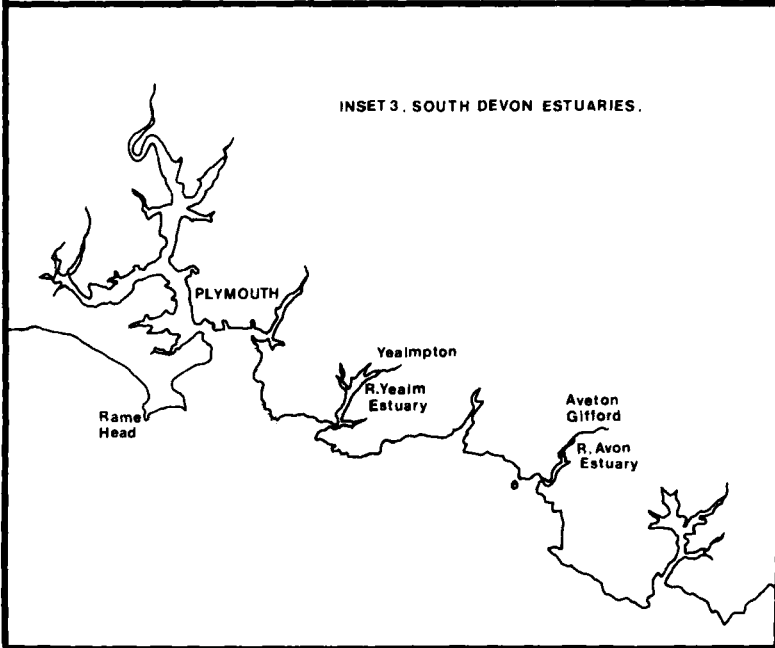 INSET 3. SOUTH DEVON ESTUARIES.
PLYMOUTH
Yealmpton
R.Yealm
Estuary
Rame
Head
Aveton
Gifford
R. Avon
Estuary